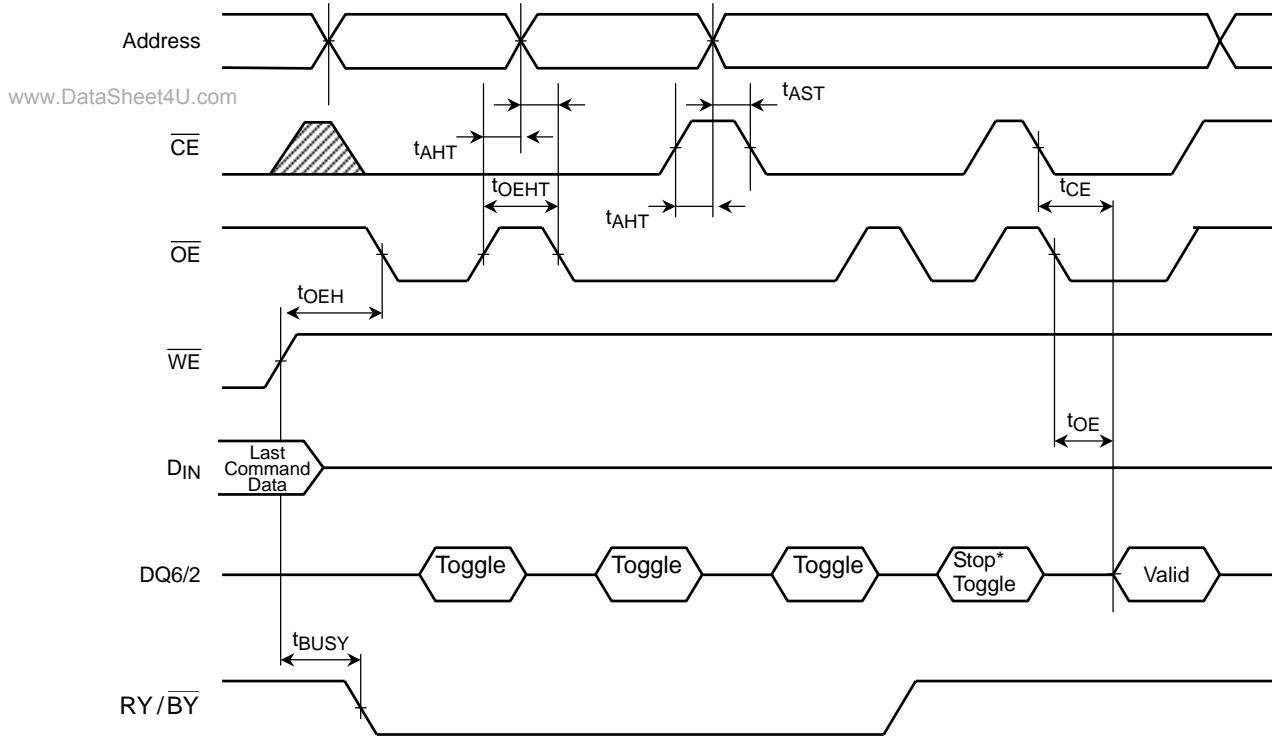 Address
www.DataSheet4U.com
tAST
CE
tAHT
tOEHT
tCE
tAHT
OE
tOEH
WE
tOE
DIN
Last
Command
Data
DQ6/2
Toggle
Toggle
Toggle
Stop*
Toggle
Valid
tBUSY
RY/BY